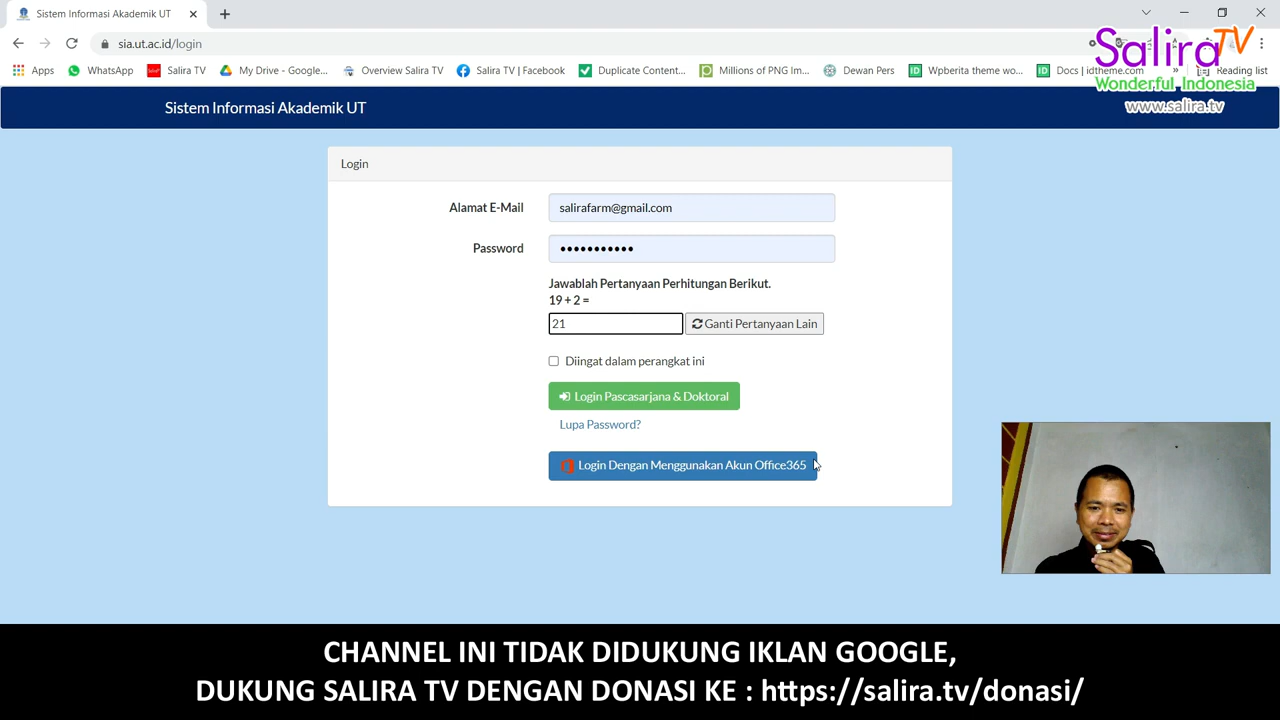 Sistem Informasi Akademik UT
sia.ut.ac.id/login
Apps WhatsApp Salira TV My Drive - Google... Overview Salira TV Salira TV | Facebook Duplicate Content... Millions of PNG Im... Dewan Pers Wpberita theme wo... Docs | idtheme.com » Reading list
Salira TV
Wonderful Indonesia
www.salira.tv
Sistem Informasi Akademik UT
Login
Alamat E-Mail salirafarm@gmail.com
Password •••••••••••
Jawablah Pertanyaan Perhitungan Berikut.
19 + 2 =
21 Ganti Pertanyaan Lain
Diingat dalam perangkat ini
Login Pascasarjana & Doktoral
Lupa Password?
Login Dengan Menggunakan Akun Office365
CHANNEL INI TIDAK DIDUKUNG IKLAN GOOGLE,
DUKUNG SALIRA TV DENGAN DONASI KE : https://salira.tv/donasi/